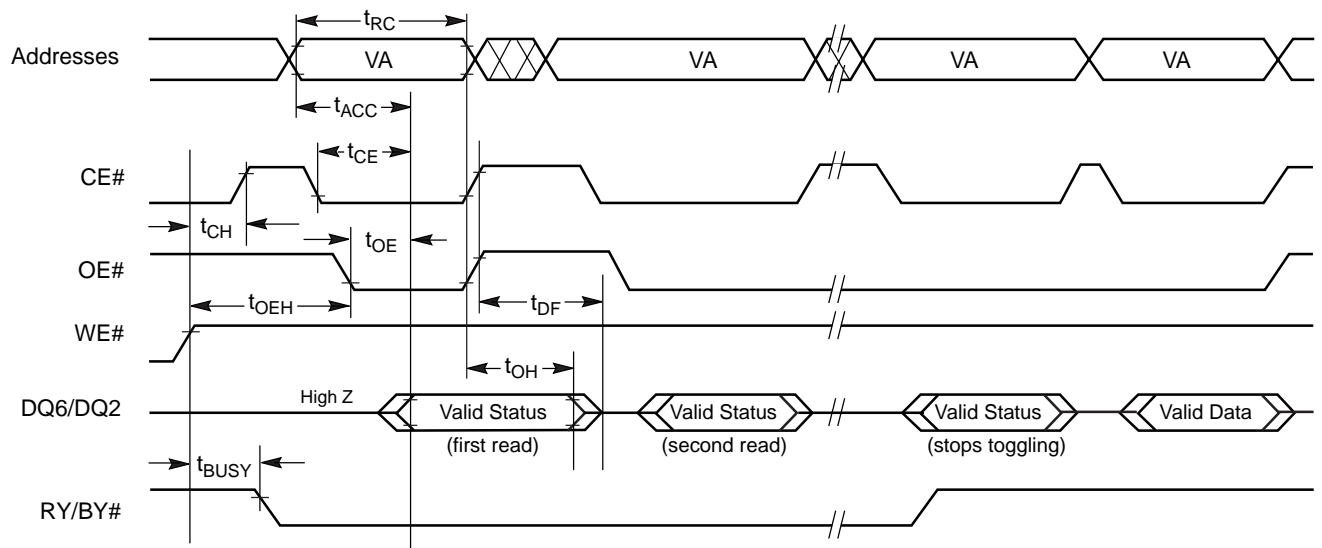 tRC
Addresses VA VA VA VA
tACC
tCE
CE#
tCH
tOE
OE#
tOEH tDF
WE#
tOH
High Z
DQ6/DQ2 Valid Status Valid Status Valid Status Valid Data
(first read) (second read) (stops toggling)
tBUSY
RY/BY#